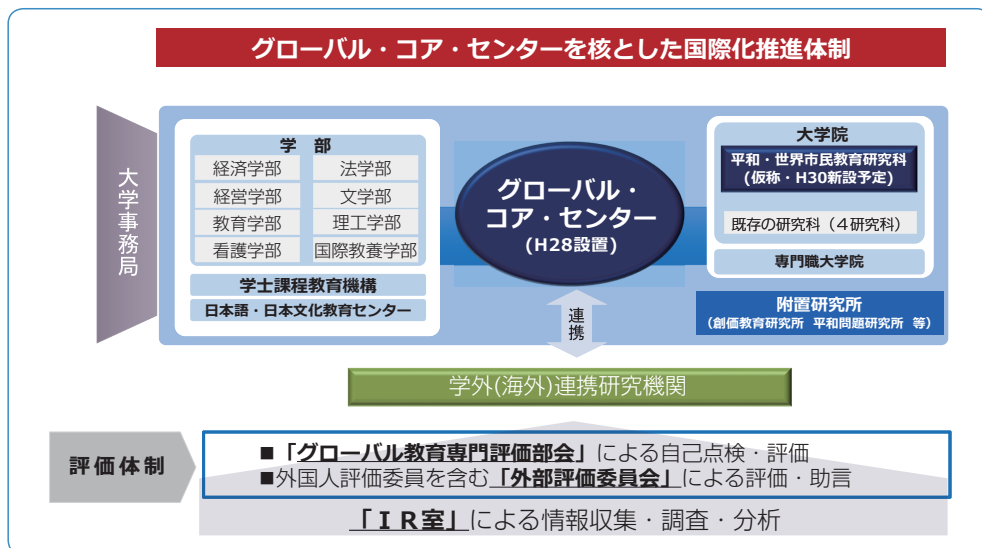 グローバル・コア・センターを核とした国際化推進体制
大学事務局
学 部
経済学部 法学部
経営学部 文学部
教育学部 理工学部
看護学部 国際教養学部
学士課程教育機構
日本語・日本文化教育センター
グローバル・
コア・センター
(H28設置)
大学院
平和・世界市民教育研究科
(仮称・H30新設予定)
既存の研究科(4研究科)
専門職大学院
附置研究所
(創価教育研究所 平和問題研究所 等)
連携
学外(海外)連携研究機関
評価体制
■「グローバル教育専門評価部会」による自己点検・評価
■外国人評価委員を含む「外部評価委員会」による評価・助言
「ＩＲ室」による情報収集・調査・分析